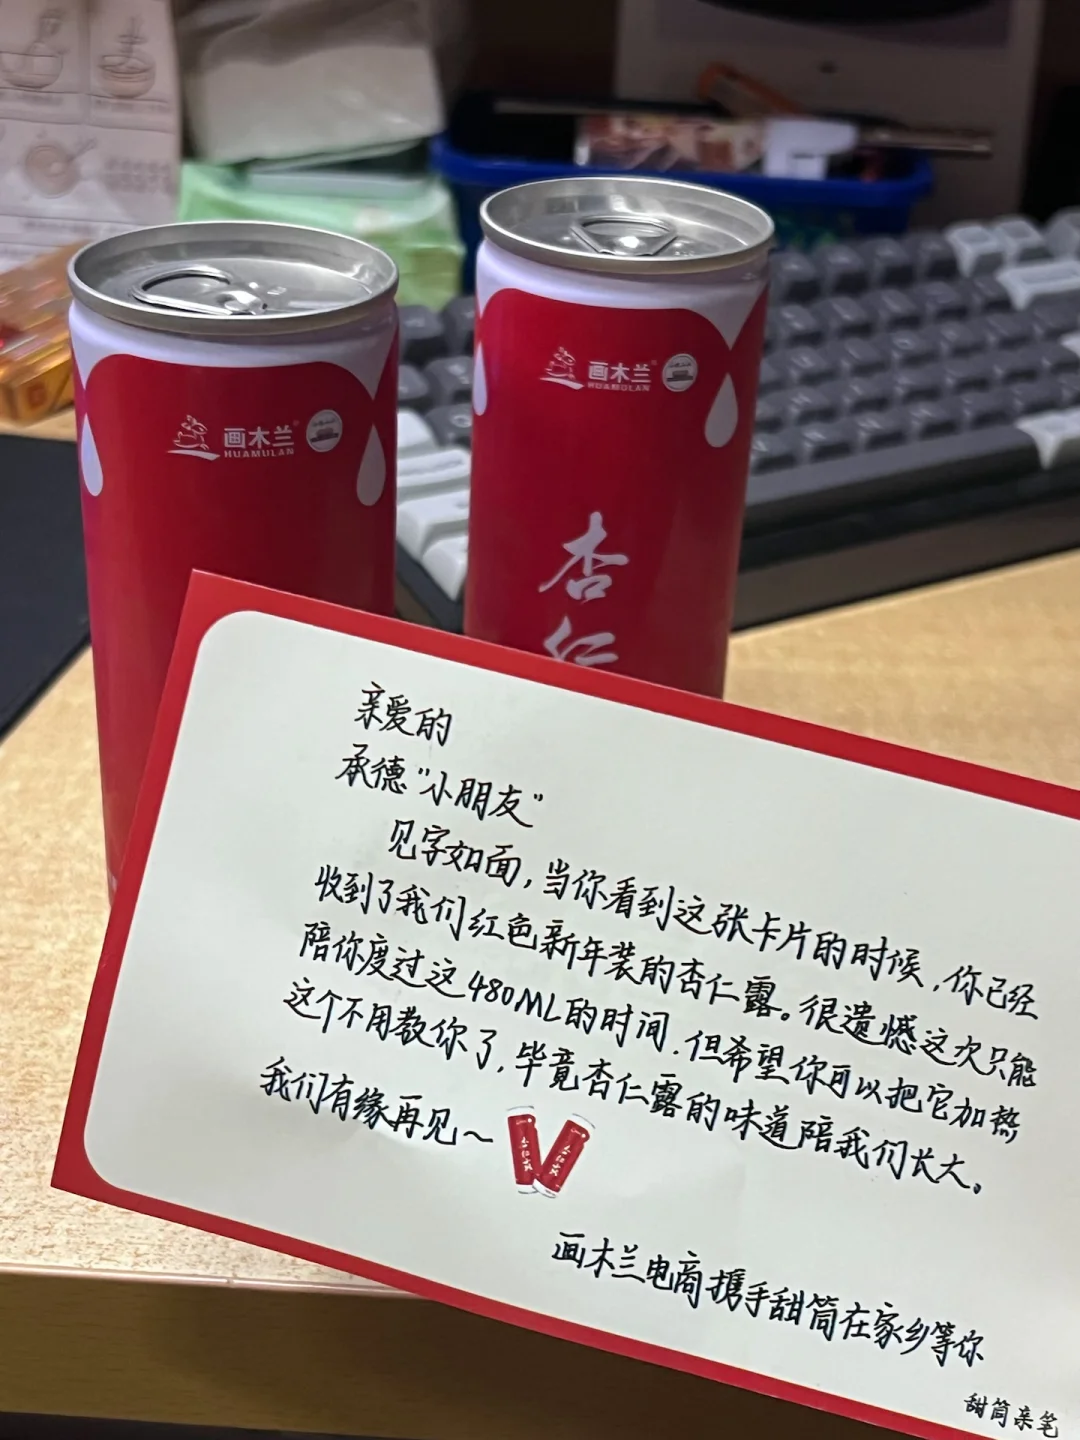 画木兰
HUAMULAN
画木兰
HUAMULAN
杏
仁
亲爱的
承德"小朋友"
见字如面,当你看到这张卡片的时候,你已经
收到了我们红色新年装的杏仁露。很遗憾这次只能
陪你度过这480ML的时间.但希望你可以把它加热
这个不用教你了,毕竟杏仁露的味道陪我们长大。
我们有缘再见~
画木兰电商携手甜筒在家乡等你
甜筒亲笔